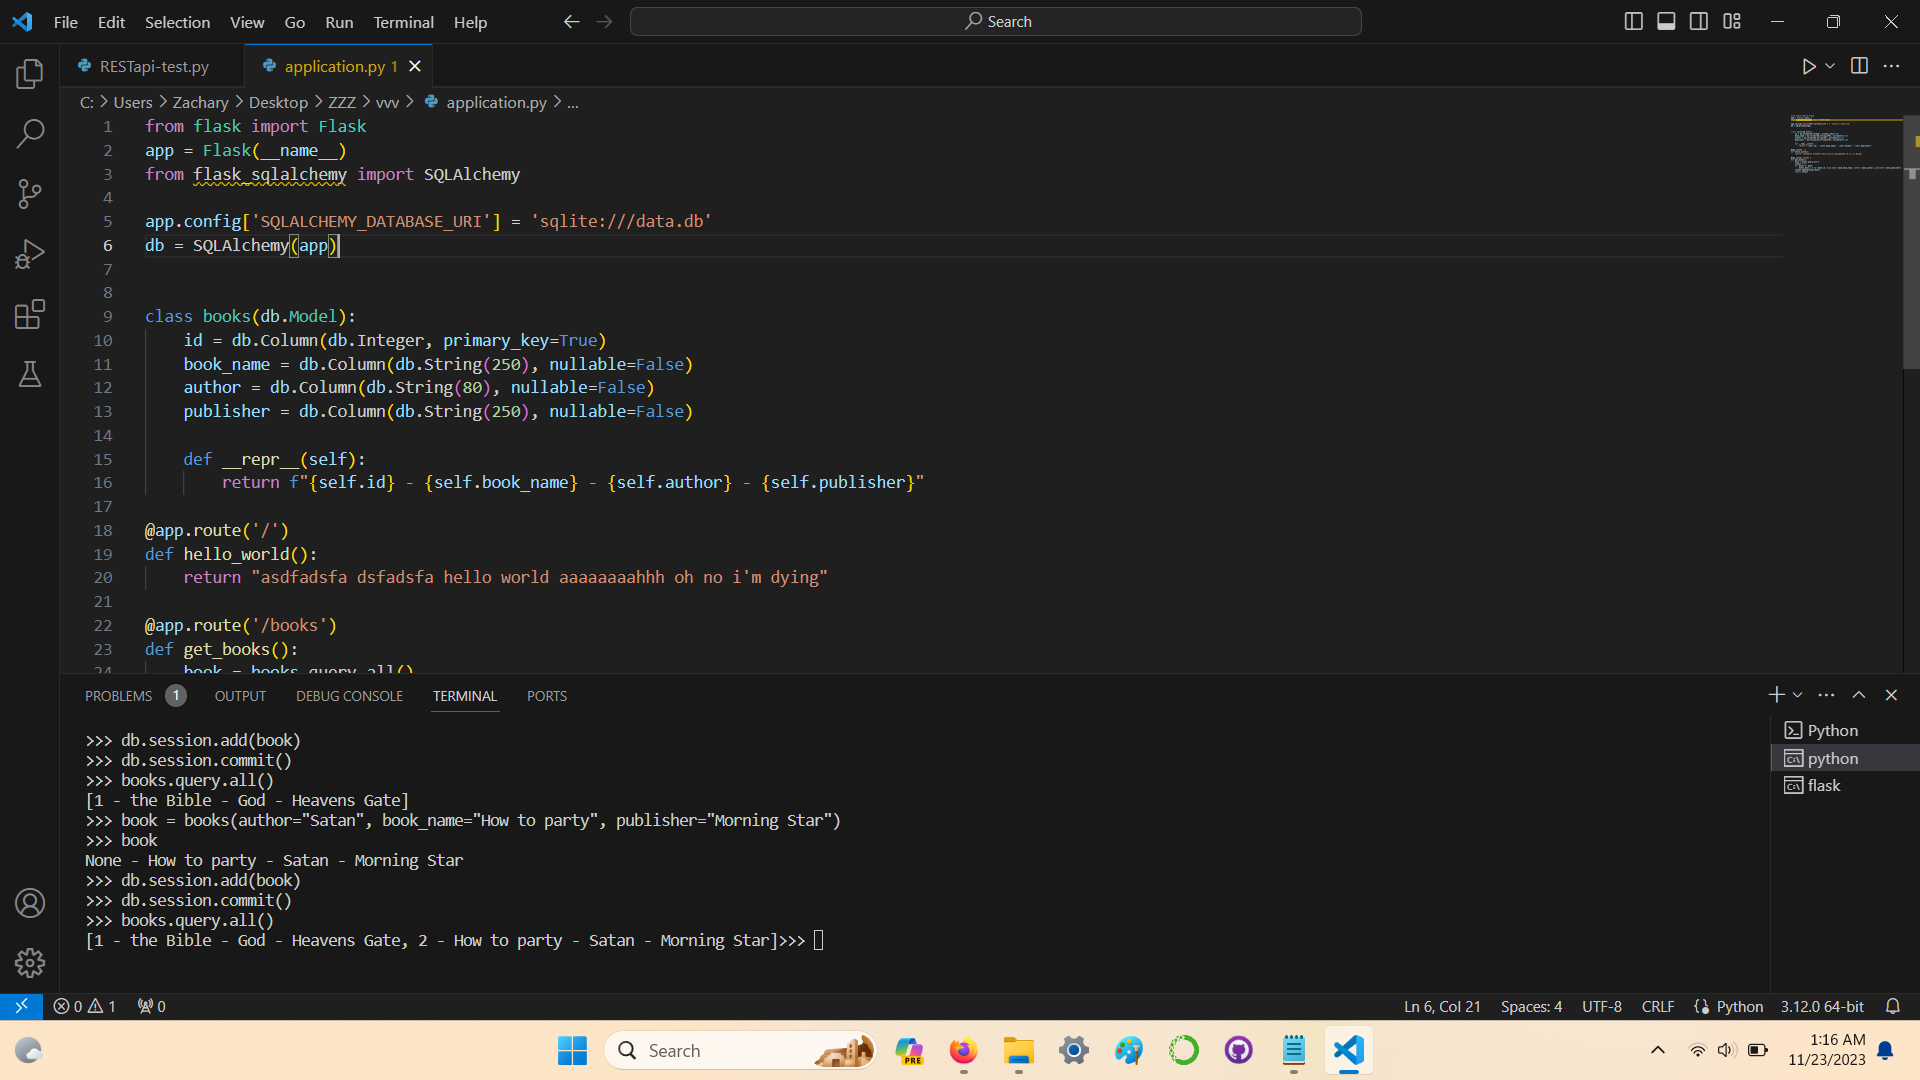 File Edit Selection View Go Run Terminal Help
Search
RESTapi-test.py
application.py 1
C: Users Zachary Desktop ZZZ vvv application.py ...
1 from flask import Flask
2 app = Flask(__name__)
3 from flask_sqlalchemy import SQLAlchemy
4
5 app.config['SQLALCHEMY_DATABASE_URI'] = 'sqlite:///data.db'
6 db = SQLAlchemy(app)
7
8
9 class books(db.Model):
10 id = db.Column(db.Integer, primary_key=True)
11 book_name = db.Column(db.String(250), nullable=False)
12 author = db.Column(db.String(80), nullable=False)
13 publisher = db.Column(db.String(250), nullable=False)
14
15 def __repr__(self):
16 return f"{self.id} - {self.book_name} - {self.author} - {self.publisher}"
17
18 @app.route('/')
19 def hello_world():
20 return "asdfadsfa dsfadsfa hello world aaaaaaaahhh oh no i'm dying"
21
22 @app.route('/books')
23 def get_books():
24 book = books.query.all()
PROBLEMS 1 OUTPUT DEBUG CONSOLE TERMINAL PORTS
>>> db.session.add(book)
>>> db.session.commit()
>>> books.query.all()
[1 - the Bible - God - Heavens Gate]
>>> book = books(author="Satan", book_name="How to party", publisher="Morning Star")
>>> book
None - How to party - Satan - Morning Star
>>> db.session.add(book)
>>> db.session.commit()
>>> books.query.all()
[1 - the Bible - God - Heavens Gate, 2 - How to party - Satan - Morning Star]>>>
Python
python
flask
0 1 0
Ln 6, Col 21 Spaces: 4 UTF-8 CRLF Python 3.12.0 64-bit
Search
PRE
1:16 AM
11/23/2023